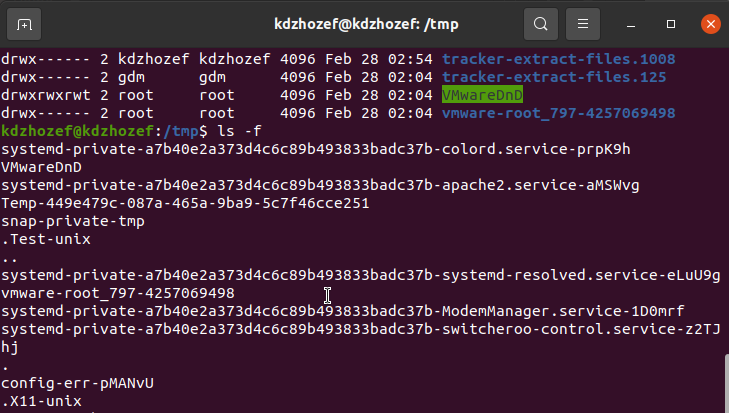 kdzhozef@kdzhozef: /tmp
drwx------ 2 kdzhozef kdzhozef 4096 Feb 28 02:54 tracker-extract-files.1008
drwx------ 2 gdm      gdm      4096 Feb 28 02:04 tracker-extract-files.125
drwxrwxrwt 2 root     root     4096 Feb 28 02:04 VMwareDnD
drwx------ 2 root     root     4096 Feb 28 02:04 vmware-root_797-4257069498
kdzhozef@kdzhozef:/tmp$ ls -f
systemd-private-a7b40e2a373d4c6c89b493833badc37b-colord.service-prpK9h
VMwareDnD
systemd-private-a7b40e2a373d4c6c89b493833badc37b-apache2.service-aMSWvg
Temp-449e479c-087a-465a-9ba9-5c7f46cce251
snap-private-tmp
.Test-unix
..
systemd-private-a7b40e2a373d4c6c89b493833badc37b-systemd-resolved.service-eLuU9g
vmware-root_797-4257069498
systemd-private-a7b40e2a373d4c6c89b493833badc37b-ModemManager.service-1D0mrf
systemd-private-a7b40e2a373d4c6c89b493833badc37b-switcheroo-control.service-z2TJ
hj
.
config-err-pMANvU
.X11-unix